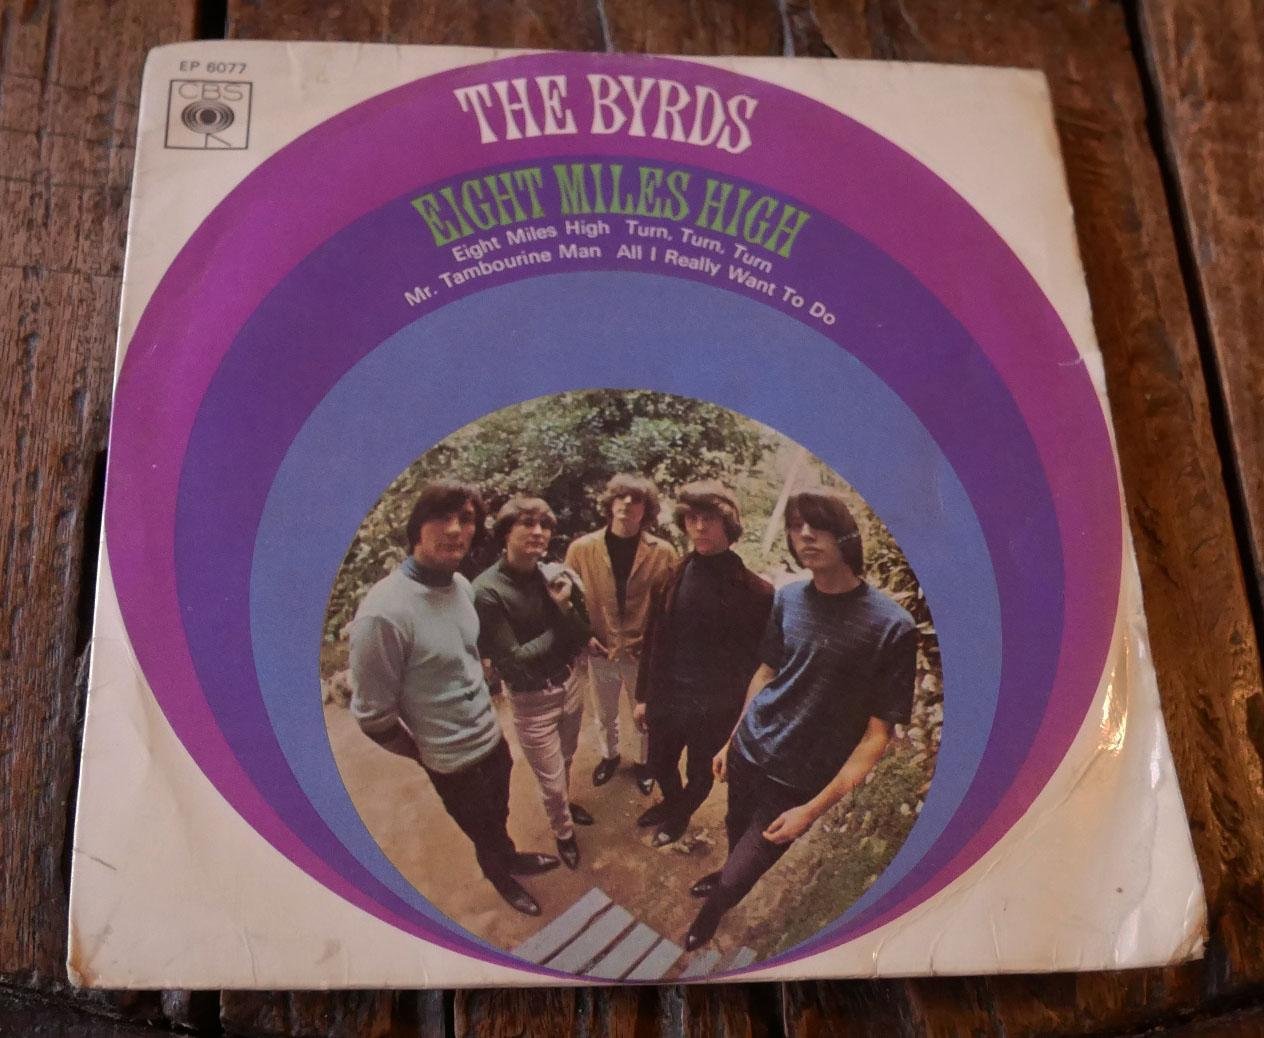 EP 6077
CBS
THE BYRDS
EIGHT MILES HIGH
Eight Miles High Turn, Turn, Turn
Mr. Tambourine Man All I Really Want To Do